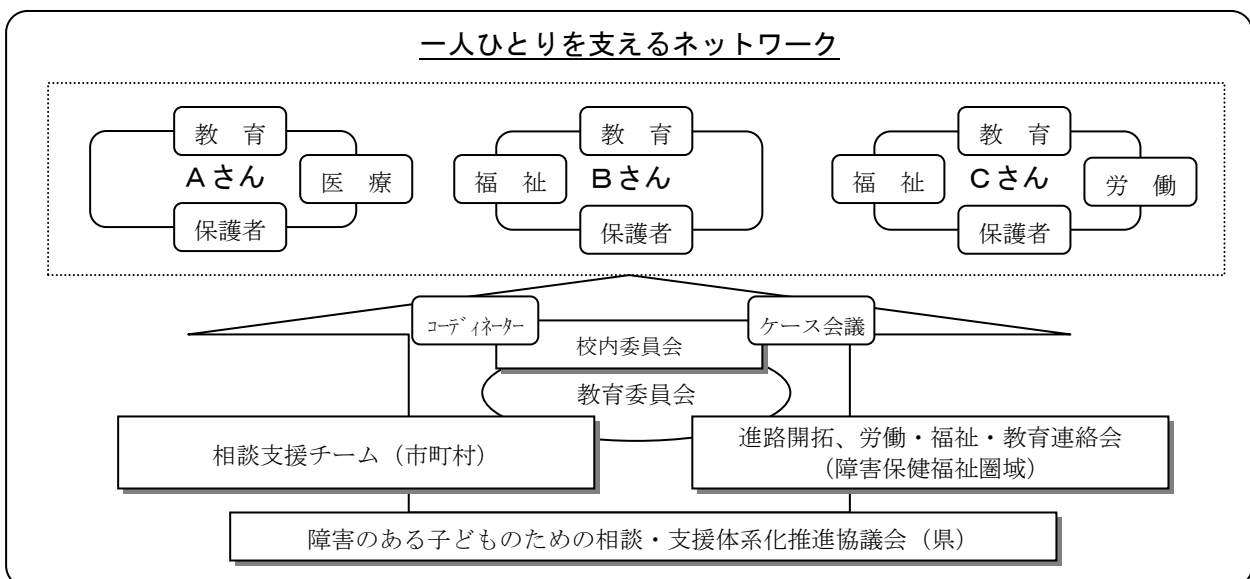 一人ひとりを支えるネットワーク
教　育
Aさん
医　療
保護者
教　育
福　祉
Bさん
保護者
教　育
福　祉
Cさん
労　働
保護者
コーディネーター
ケース会議
校内委員会
教育委員会
相談支援チーム（市町村）
進路開拓、労働・福祉・教育連絡会
（障害保健福祉圏域）
障害のある子どものための相談・支援体系化推進協議会（県）